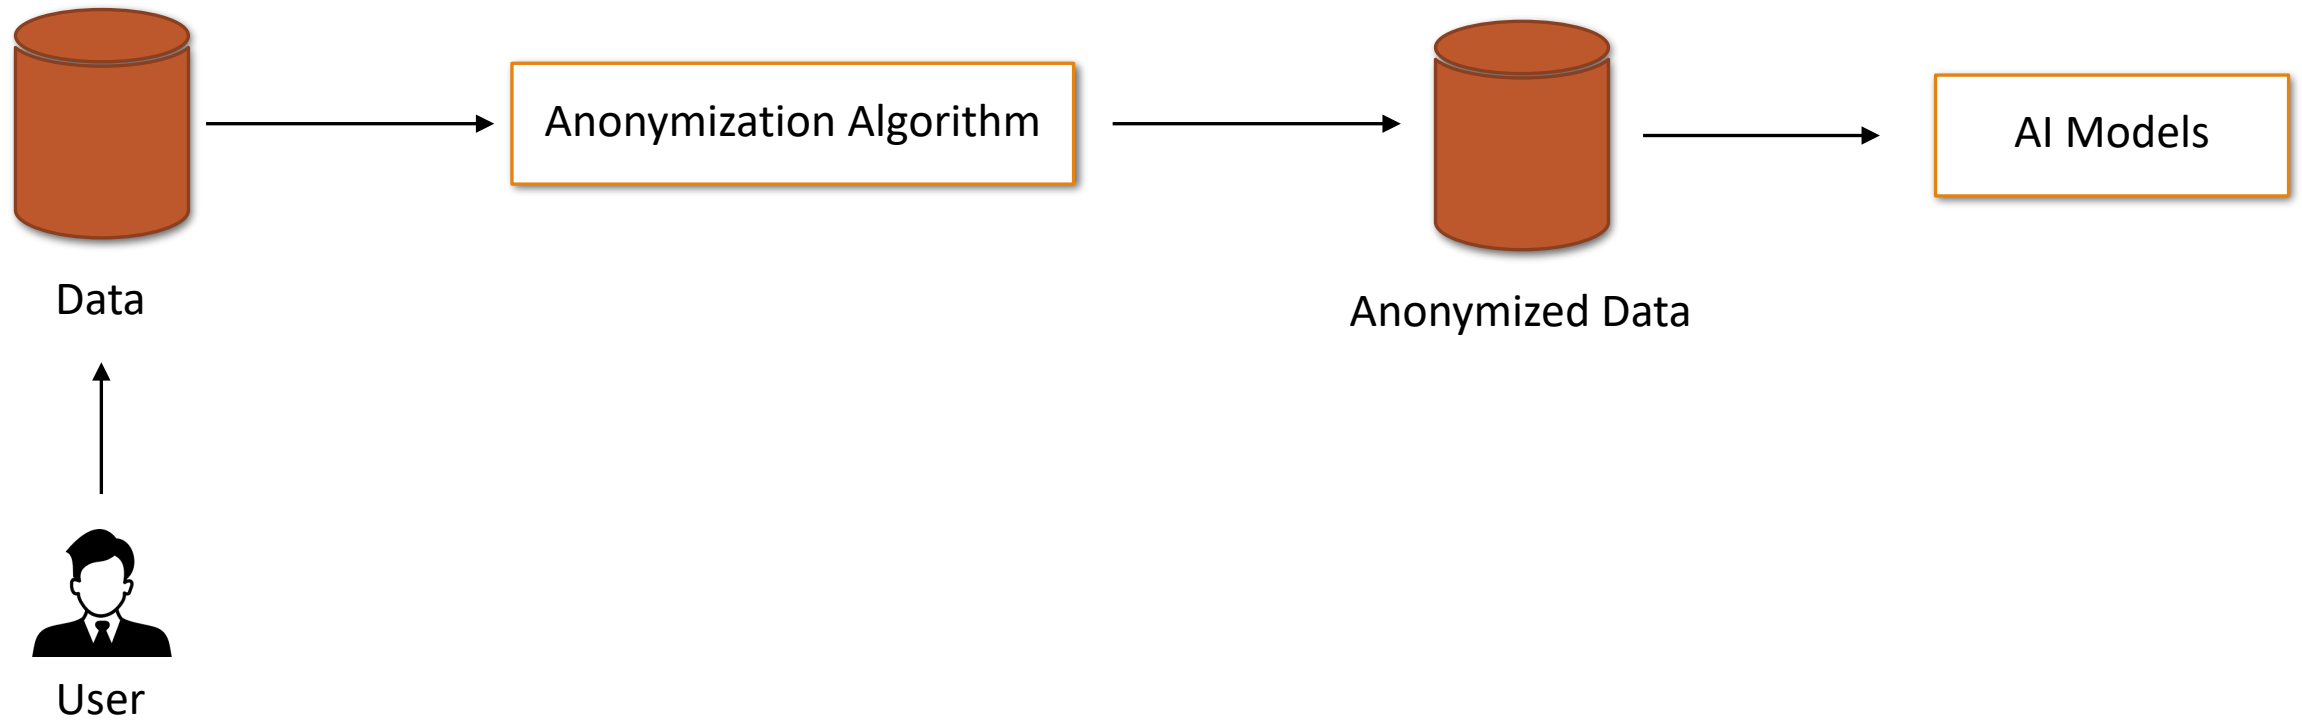 Anonymization Algorithm
AI Models
Data
Anonymized Data
User